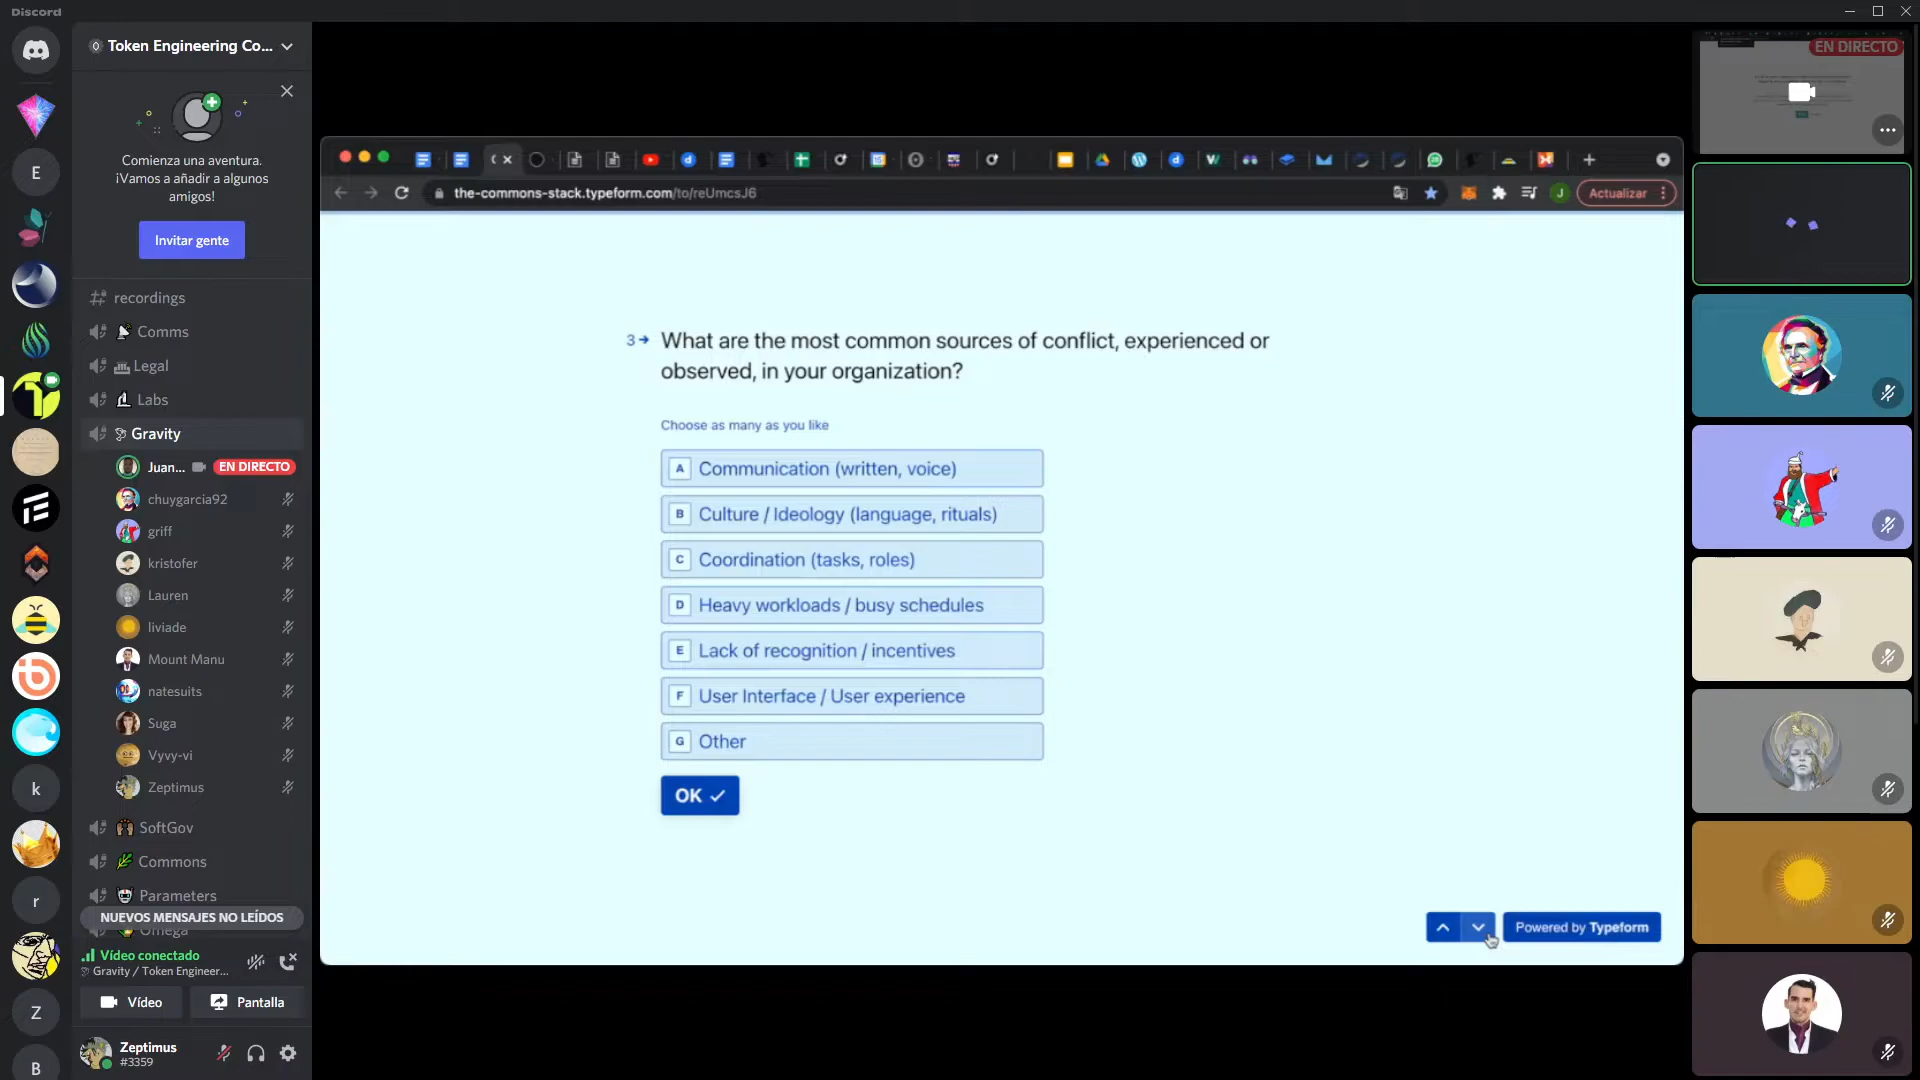 Discord
Token Engineering Co...
EN DIRECTO
Comienza una aventura.
¡Vamos a añadir a algunos
amigos!
Invitar gente
E
recordings
Comms
Legal
Labs
Gravity
Juan...
EN DIRECTO
chuygarcia92
griff
kristofer
Lauren
liviade
Mount Manu
natesuits
Suga
Vyvy-vi
Zeptimus
SoftGov
Commons
Parameters
NUEVOS MENSAJES NO LEÍDOS
Omega
k
r
Z
B
Vídeo conectado
Gravity / Token Engineer...
Vídeo
Pantalla
Zeptimus
#3359
the-commons-stack.typeform.com/to/reUmcsJ6
J
Actualizar
3 What are the most common sources of conflict, experienced or
observed, in your organization?
Choose as many as you like
A Communication (written, voice)
B Culture / Ideology (language, rituals)
C Coordination (tasks, roles)
D Heavy workloads / busy schedules
E Lack of recognition / incentives
F User Interface / User experience
G Other
OK
Powered by Typeform